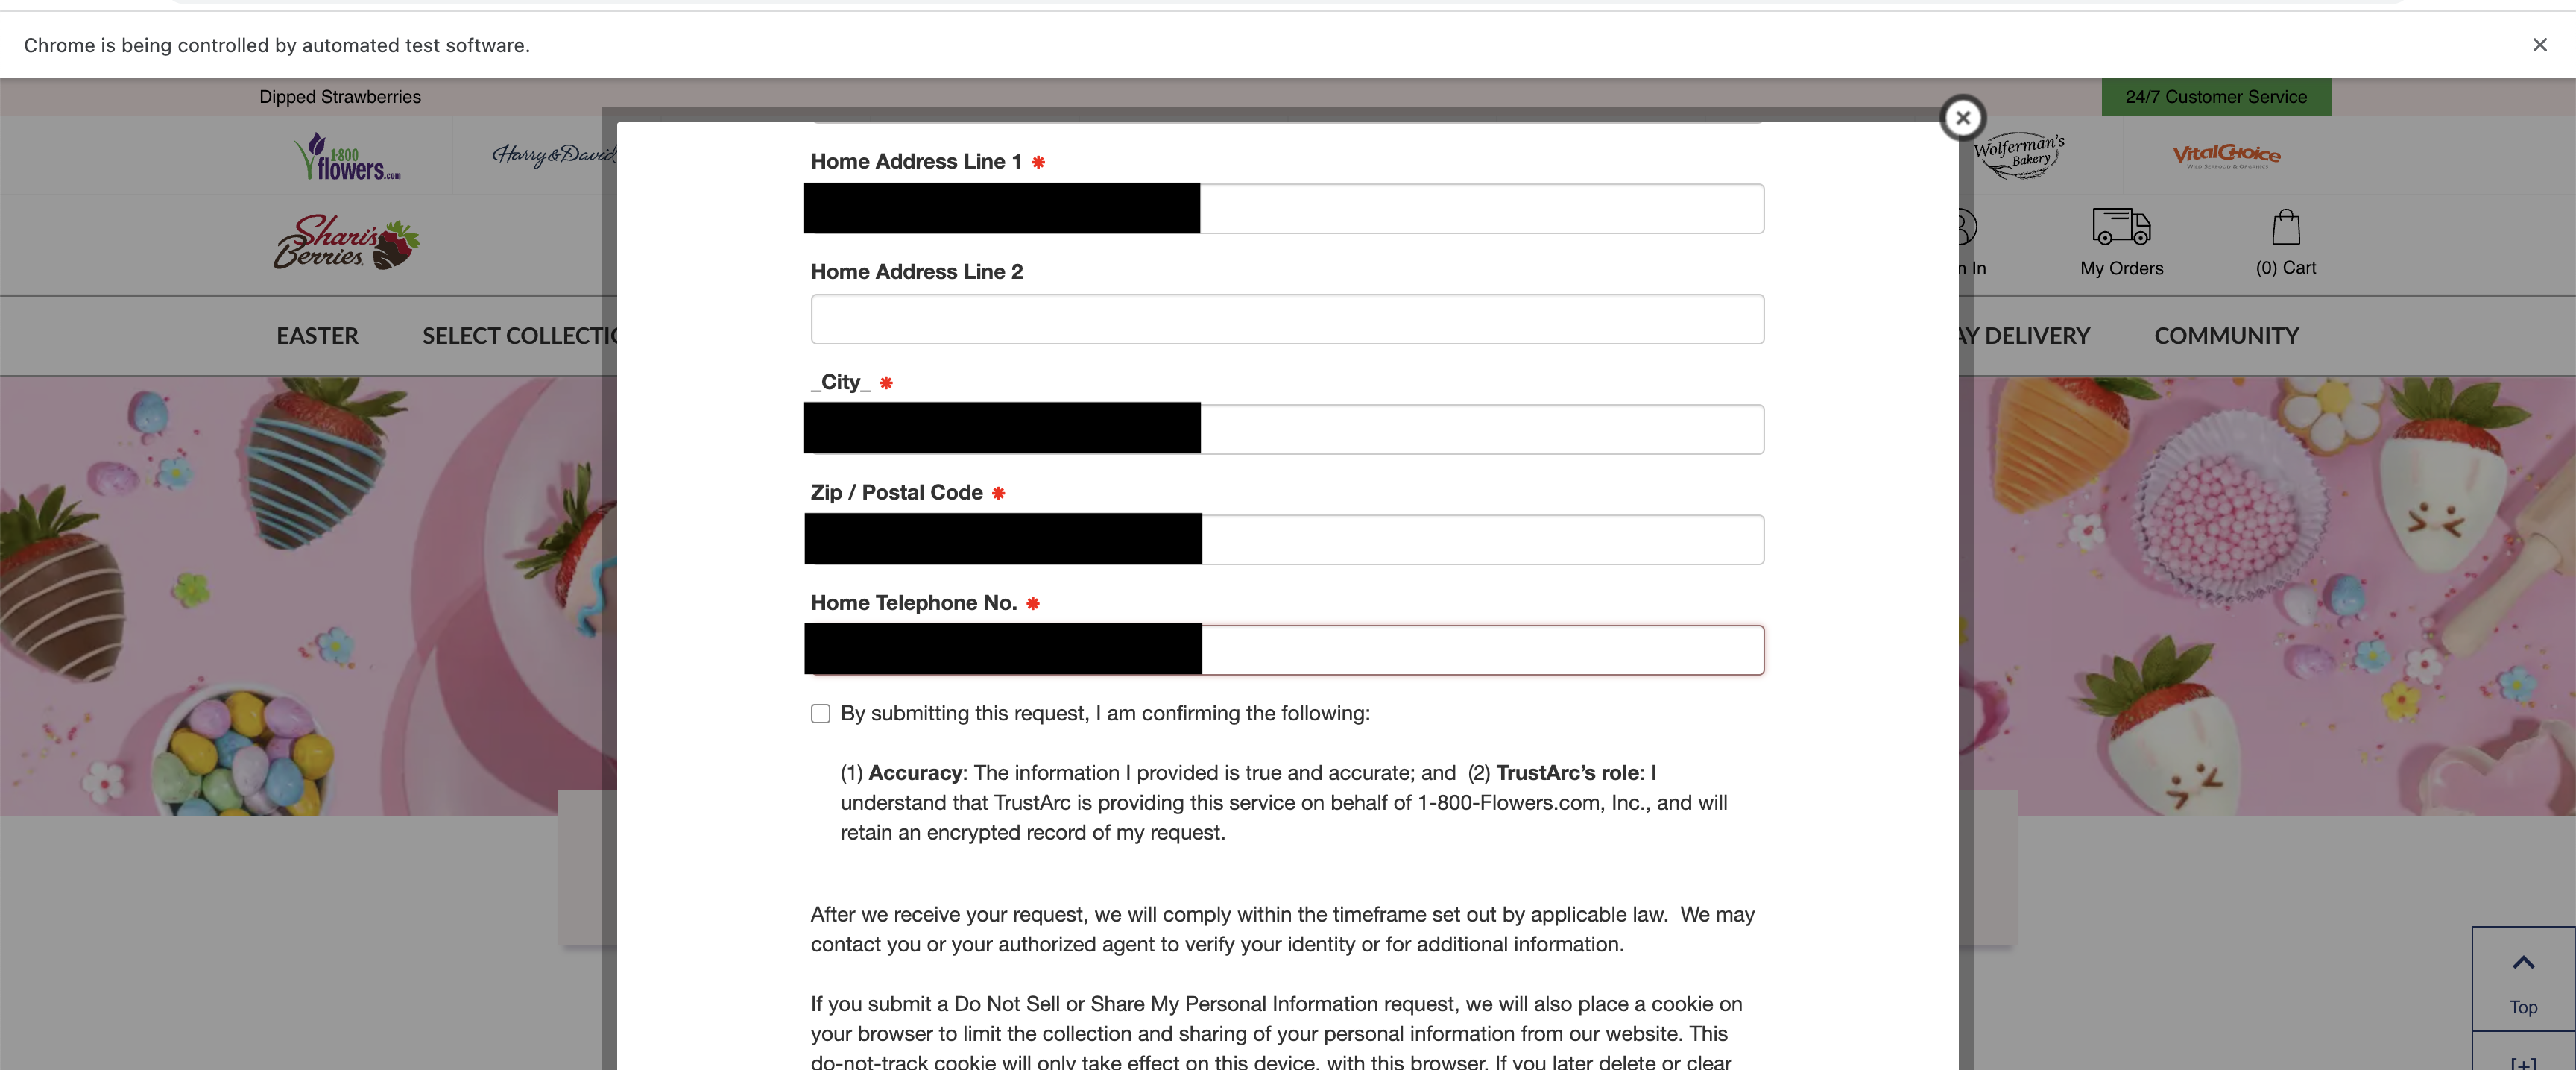 Chrome is being controlled by automated test software.
Dipped Strawberries
24/7 Customer Service
1·800
flowers.com
Harry&David
Wolferman's
Bakery
VitalChoice
WILD SEAFOOD & ORGANICS
Shari's
Berries
n In
My Orders
(0) Cart
EASTER
SELECT COLLECTIO
AY DELIVERY
COMMUNITY
Home Address Line 1 *
Home Address Line 2
_City_ *
Zip / Postal Code *
Home Telephone No. *
By submitting this request, I am confirming the following:
(1) Accuracy: The information I provided is true and accurate; and (2) TrustArc's role: I
understand that TrustArc is providing this service on behalf of 1-800-Flowers.com, Inc., and will
retain an encrypted record of my request.
After we receive your request, we will comply within the timeframe set out by applicable law. We may
contact you or your authorized agent to verify your identity or for additional information.
If you submit a Do Not Sell or Share My Personal Information request, we will also place a cookie on
your browser to limit the collection and sharing of your personal information from our website. This
do-not-track cookie will only take effect on this device, with this browser. If you later delete or clear
Top
[+]